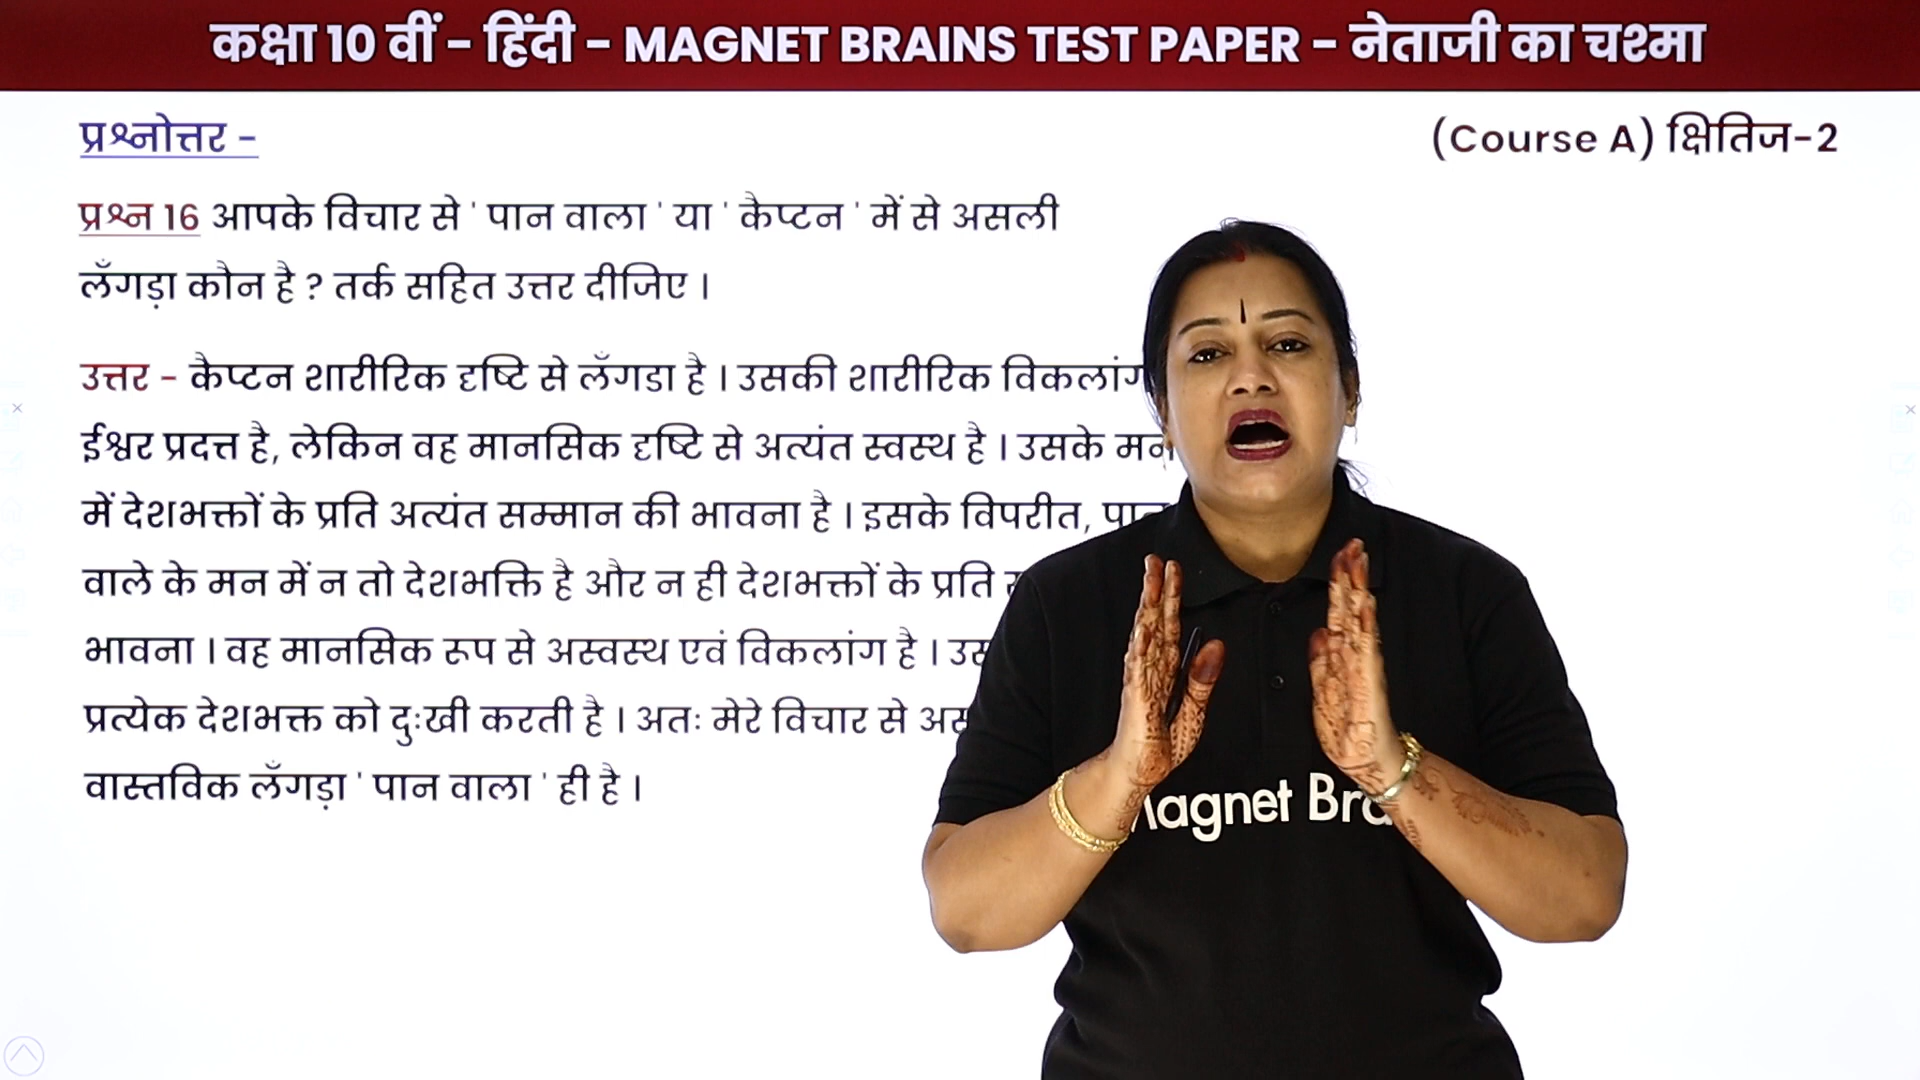 कक्षा 10 वीं - हिंदी - MAGNET BRAINS TEST PAPER - नेताजी का चश्मा
प्रश्नोत्तर -
(Course A) क्षितिज-2
प्रश्न 16 आपके विचार से ' पान वाला ' या ' कैप्टन ' में से असली
लँगड़ा कौन है ? तर्क सहित उत्तर दीजिए ।
उत्तर - कैप्टन शारीरिक दृष्टि से लँगडा है । उसकी शारीरिक
ईश्वर प्रदत्त है, लेकिन वह मानसिक दृष्टि से अत्यंत स्वस्थ है । उसके मन
में देशभक्तों के प्रति अत्यंत सम्मान की भावना है । इसके विपरीत, पान
वाले के मन में न तो देशभक्ति है और न ही देशभक्तों के प्रति
भावना । वह मानसिक रूप से अस्वस्थ एवं विकलांग है ।
प्रत्येक देशभक्त को दुःखी करती है । अतः मेरे विचार से
वास्तविक लँगड़ा ' पान वाला ' ही है ।
Magnet